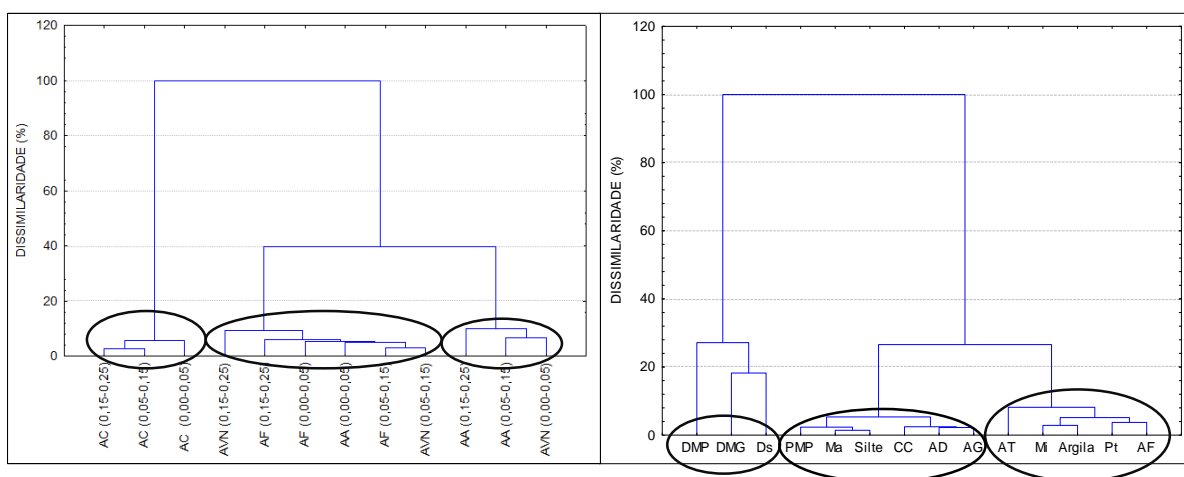 DISSIMILARIDADE (%)
120
100
80
60
40
20
0
AC (0,15-0,25)
AC (0,05-0,15)
AC (0,00-0,05)
AVN (0,15-0,25)
AF (0,15-0,25)
AF (0,00-0,05)
AA (0,00-0,05)
AF (0,05-0,15)
AVN (0,05-0,15)
AA (0,15-0,25)
AA (0,05-0,15)
AVN (0,00-0,05)
DISSIMILARIDADE (%)
120
100
80
60
40
20
0
DMP DMG Ds PMP Ma Silte CC AD AG AT Mi Argila Pt AF